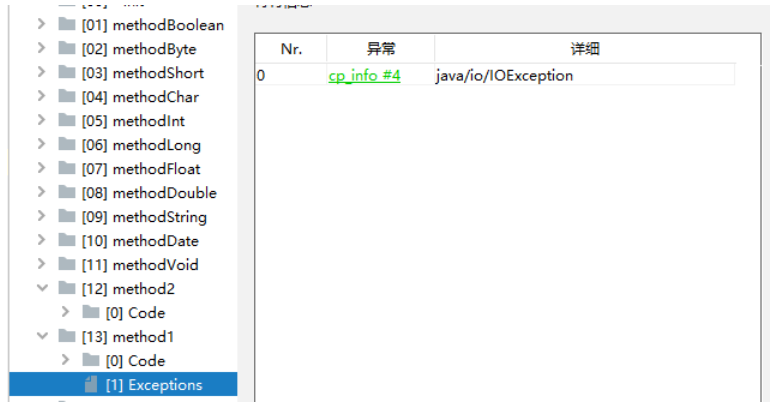 [01] methodBoolean
[02] methodByte
[03] methodShort
[04] methodChar
[05] methodInt
[06] methodLong
[07] methodFloat
[08] methodDouble
[09] methodString
[10] methodDate
[11] methodVoid
[12] method2
[0] Code
[13] method1
[0] Code
[1] Exceptions
Nr. 异常 详细
0 cp_info #4 java/io/IOException